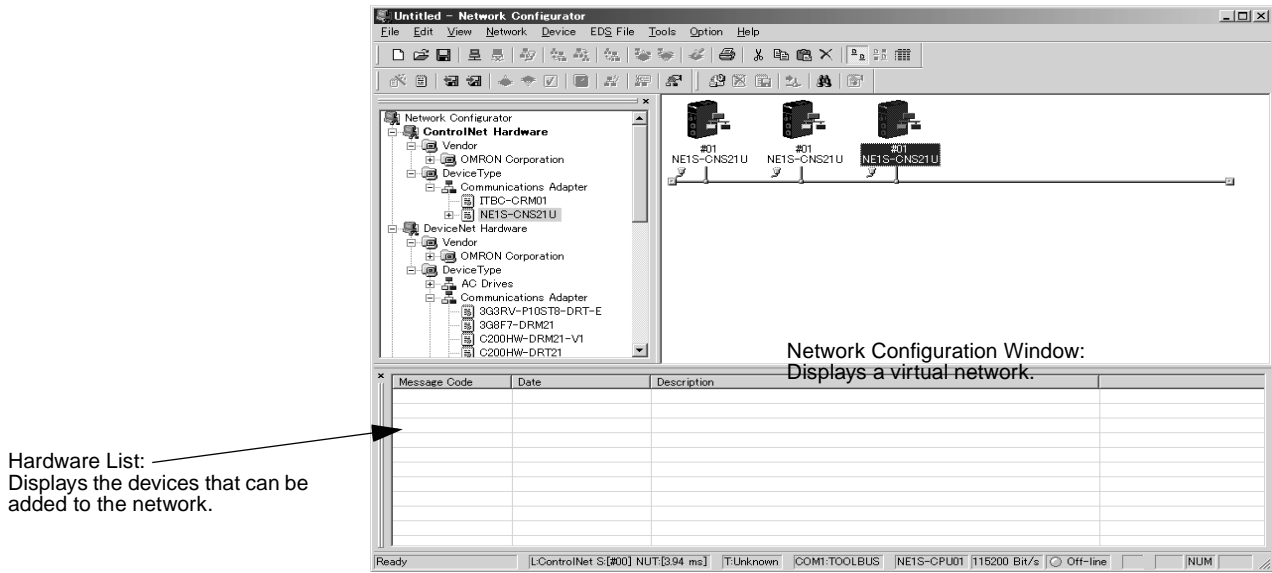 Untitled - Network Configurator
File Edit View Network Device EDS File Tools Option Help
Network Configurator
ControlNet Hardware
Vendor
OMRON Corporation
DeviceType
Communications Adapter
ITBC-CRM01
NE1S-CNS21U
DeviceNet Hardware
Vendor
OMRON Corporation
DeviceType
AC Drives
Communications Adapter
3G3RV-P10ST8-DRT-E
3G8F7-DRM21
C200HW-DRM21-V1
C200HW-DRT21
#01 #01 #01
NE1S-CNS21U NE1S-CNS21U NE1S-CNS21U
Network Configuration Window:
Displays a virtual network.
Message Code Date Description
Hardware List:
Displays the devices that can be
added to the network.
Ready L:ControlNet S:[#00] NUT:[3.94 ms] T:Unknown COM1:TOOLBUS NE1S-CPU01 115200 Bit/s Off-line NUM